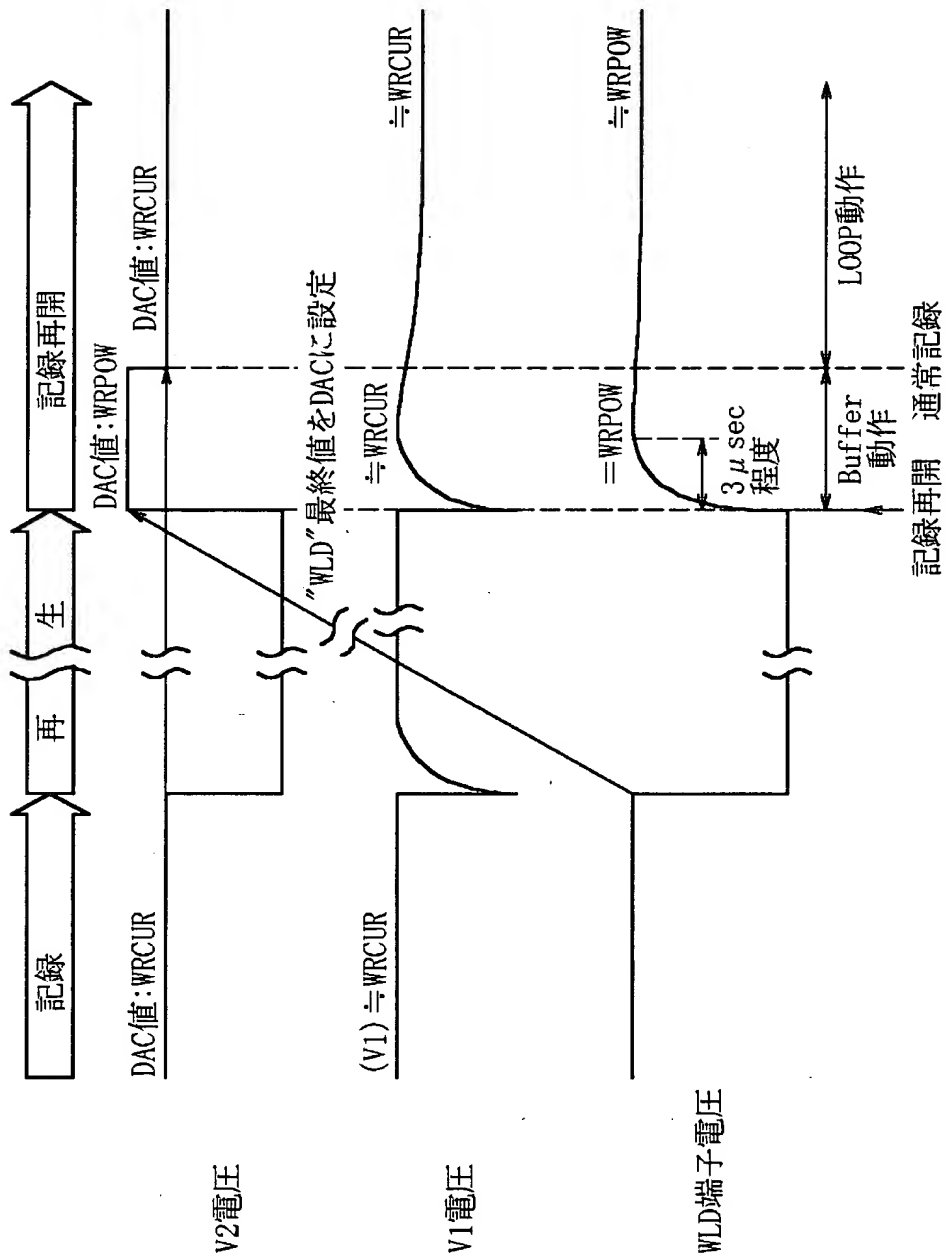 記録
再 生
記録再開
V2電圧
DAC値:WRCUR
DAC値:WRPOW
DAC値:WRCUR
"WLD"最終値をDACに設定
V1電圧
(V1)≒WRCUR
≒WRCUR
≒WRCUR
WLD端子電圧
=WRPOW
≒WRPOW
3μsec
程度
Buffer
動作
LOOP動作
記録再開
通常記録